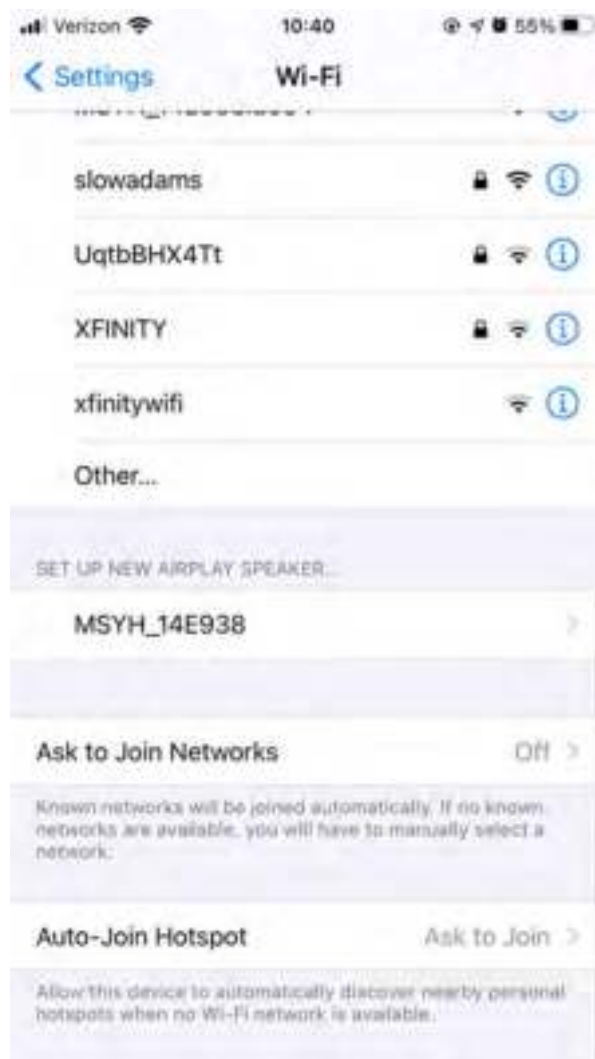 Verizon 10:40 55%
Settings Wi-Fi
slowadams
UqtbBHX4Tt
XFINITY
xfinitywifi
Other...
SET UP NEW AIRPLAY SPEAKER...
MSYH_14E938
Ask to Join Networks Off
Known networks will be joined automatically. If no known
networks are available, you will have to manually select a
network.
Auto-Join Hotspot Ask to Join
Allow this device to automatically discover nearby personal
hotspots when no Wi-Fi network is available.